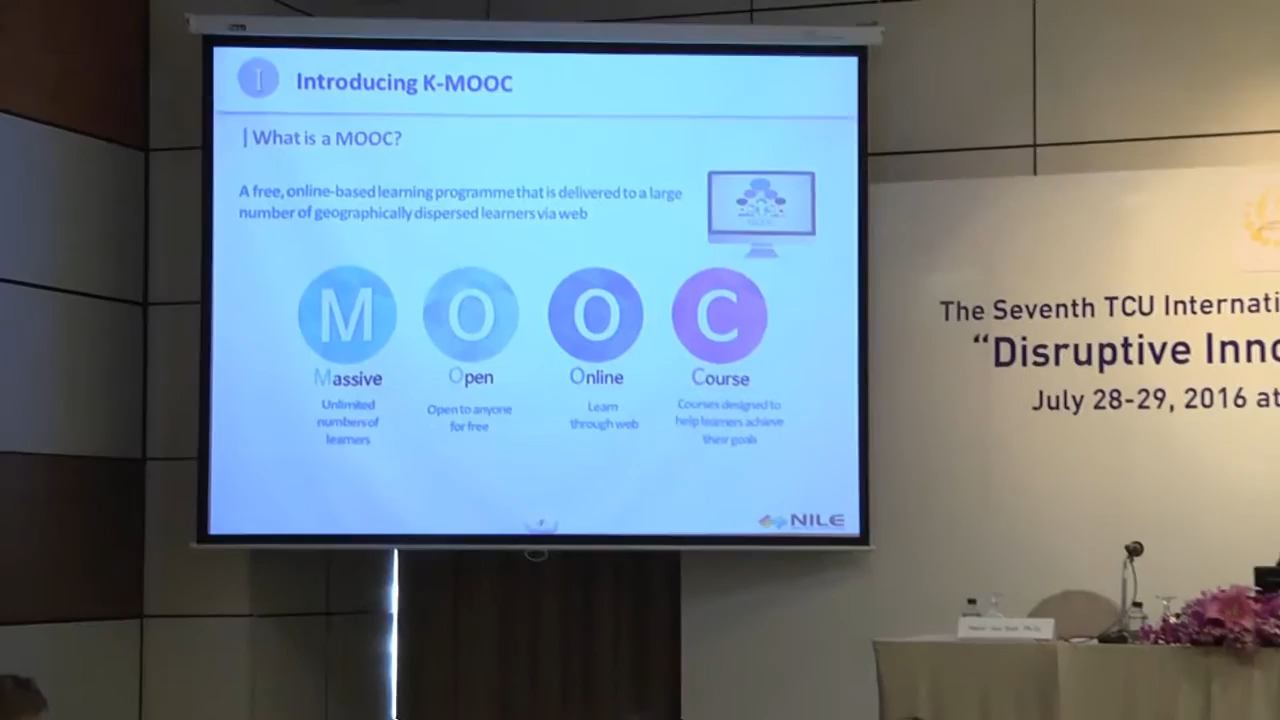 I
Introducing K-MOOC
| What is a MOOC?
A free, online-based learning programme that is delivered to a large
number of geographically dispersed learners via web
M O O C
Massive Open Online Course
Unlimited
numbers of
learners
Open to anyone
for free
Learn
through web
Courses designed to
help learners achieve
their goals
NILE
The Seventh TCU Internati
“Disruptive Inno
July 28-29, 2016 at